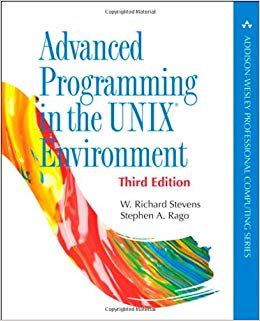 Advanced
Programming
in the UNIX®
Environment
Third Edition
W. Richard Stevens
Stephen A. Rago
ADDISON-WESLEY PROFESSIONAL COMPUTING SERIES